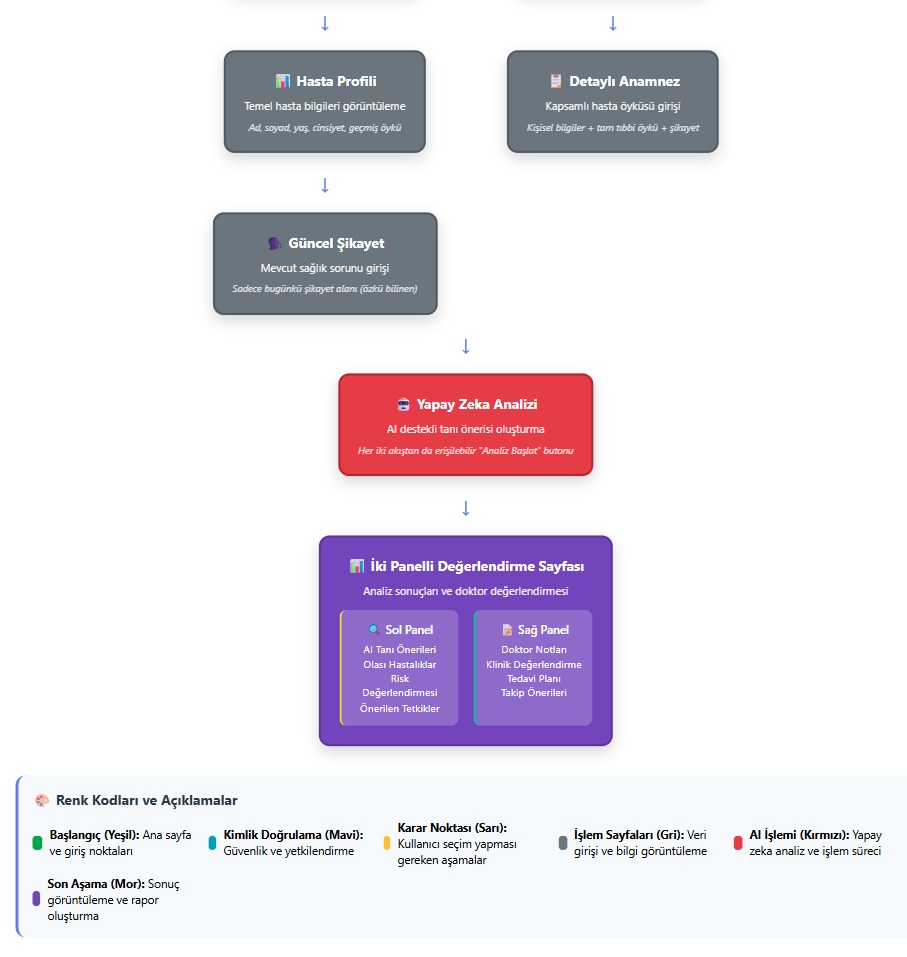 ↓ ↓
Hasta Profili
Temel hasta bilgileri görüntüleme
Ad, soyad, yaş, cinsiyet, geçmiş öykü
Detaylı Anamnez
Kapsamlı hasta öyküsü girişi
Kişisel bilgiler + tam tıbbi öykü + şikayet
↓
Güncel Şikayet
Mevcut sağlık sorunu girişi
Sadece bugünkü şikayet alanı (özkü bilinen)
↓
Yapay Zeka Analizi
AI destekli tanı önerisi oluşturma
Her iki akıştan da erişilebilir "Analiz Başlat" butonu
↓
İki Panelli Değerlendirme Sayfası
Analiz sonuçları ve doktor değerlendirmesi
Sol Panel
AI Tanı Önerileri
Olası Hastalıklar
Risk
Değerlendirmesi
Önerilen Tetkikler
Sağ Panel
Doktor Notları
Klinik Değerlendirme
Tedavi Planı
Takip Önerileri
Renk Kodları ve Açıklamalar
Başlangıç (Yeşil): Ana sayfa
ve giriş noktaları
Kimlik Doğrulama (Mavi):
Güvenlik ve yetkilendirme
Karar Noktası (Sarı):
Kullanıcı seçim yapması
gereken aşamalar
İşlem Sayfaları (Gri): Veri
girişi ve bilgi görüntüleme
AI İşlemi (Kırmızı): Yapay
zeka analiz ve işlem süreci
Son Aşama (Mor): Sonuç
görüntüleme ve rapor
oluşturma